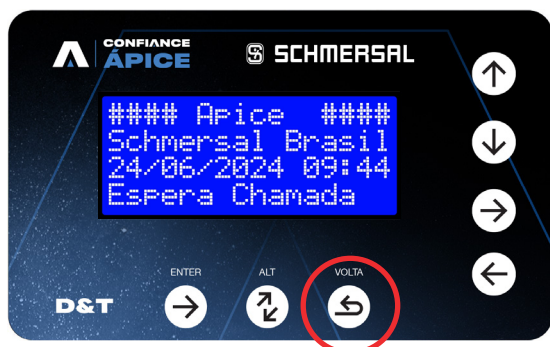 CONFIANCE
ÁPICE
SCHMERSAL
#### Apice ####
Schmersal Brasil
24/06/2024 09:44
Espera Chamada
ENTER
ALT
VOLTA
D&T